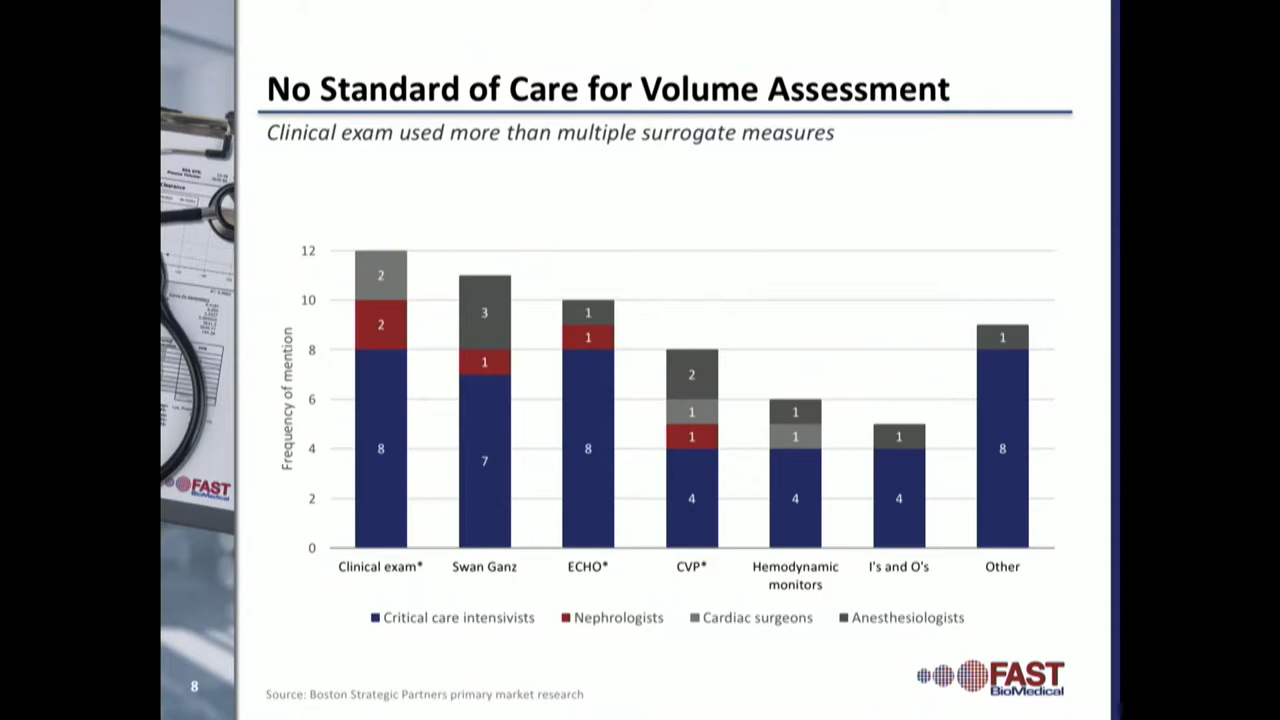 No Standard of Care for Volume Assessment
Clinical exam used more than multiple surrogate measures
Frequency of mention
12
10
8
6
4
2
0
2
2
8
3
1
7
1
1
8
2
1
1
4
1
1
4
1
4
1
8
Clinical exam*
Swan Ganz
ECHO*
CVP*
Hemodynamic
monitors
I's and O's
Other
Critical care intensivists
Nephrologists
Cardiac surgeons
Anesthesiologists
8
Source: Boston Strategic Partners primary market research
FAST
BioMedical
FAST
BioMedical